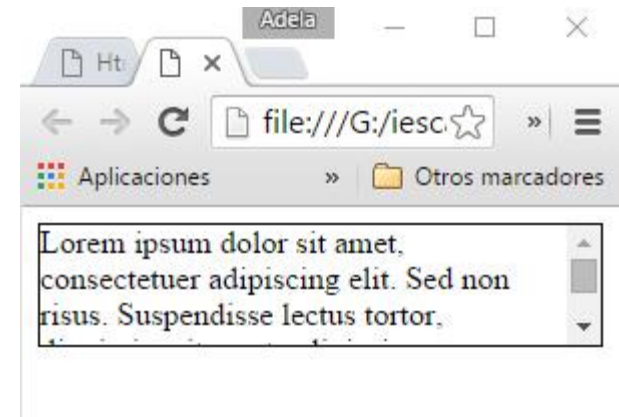 Adela
Ht
file:///G:/iesc
»
Aplicaciones » Otros marcadores
Lorem ipsum dolor sit amet,
consectetuer adipiscing elit. Sed non
risus. Suspendisse lectus tortor,